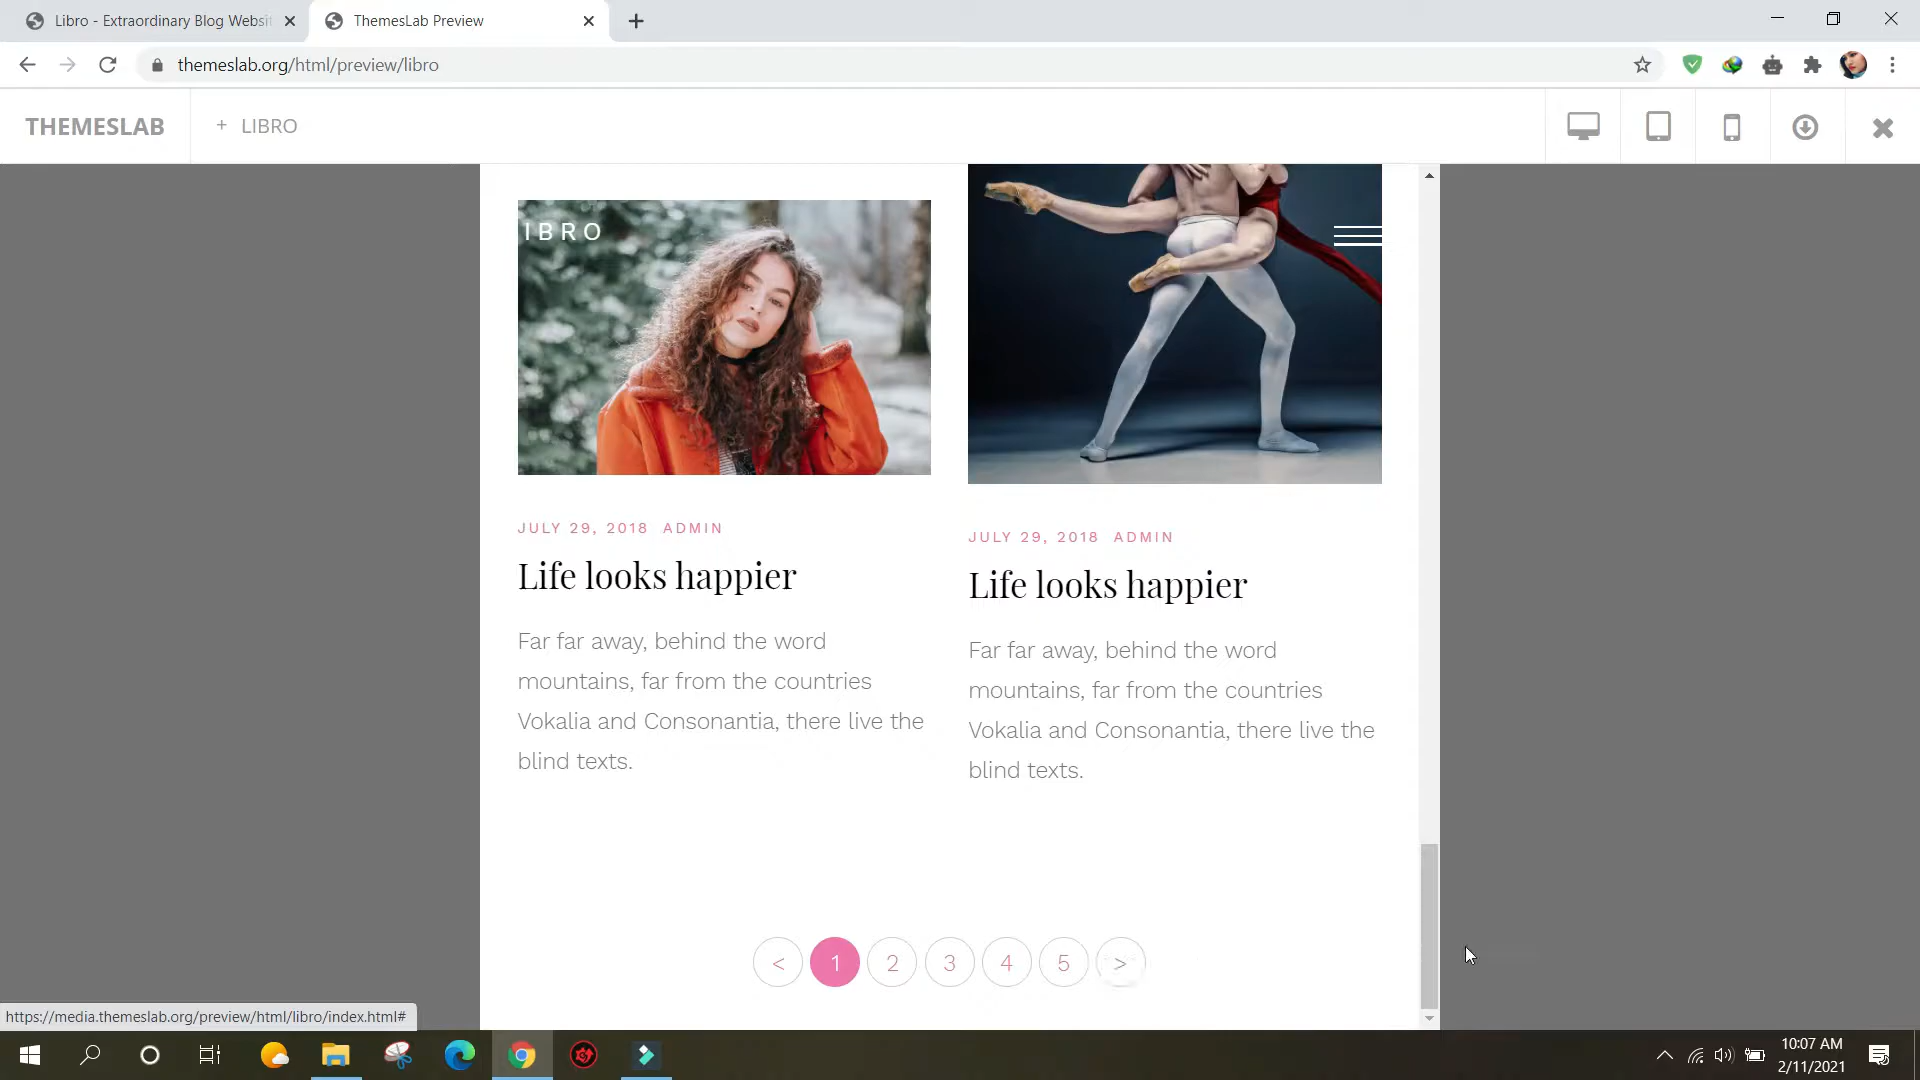 Libro - Extraordinary Blog Websit
ThemesLab Preview
themeslab.org/html/preview/libro
THEMESLAB
+ LIBRO
IBRO
JULY 29, 2018 ADMIN
Life looks happier
Far far away, behind the word
mountains, far from the countries
Vokalia and Consonantia, there live the
blind texts.
JULY 29, 2018 ADMIN
Life looks happier
Far far away, behind the word
mountains, far from the countries
Vokalia and Consonantia, there live the
blind texts.
< 1 2 3 4 5 >
https://media.themeslab.org/preview/html/libro/index.html#
10:07 AM
2/11/2021